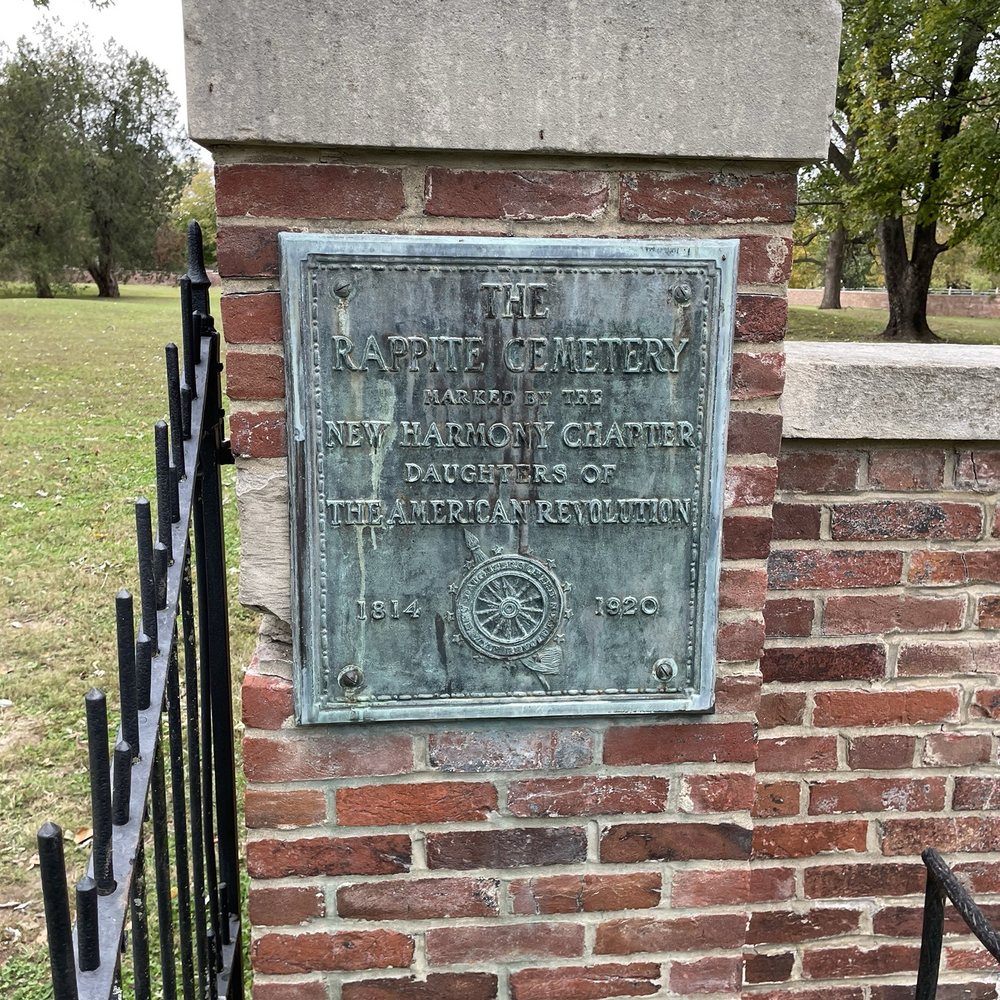 THE
RAPPITE CEMETERY
MARKED BY THE
NEW HARMONY CHAPTER
DAUGHTERS OF
THE AMERICAN REVOLUTION
1814 1920